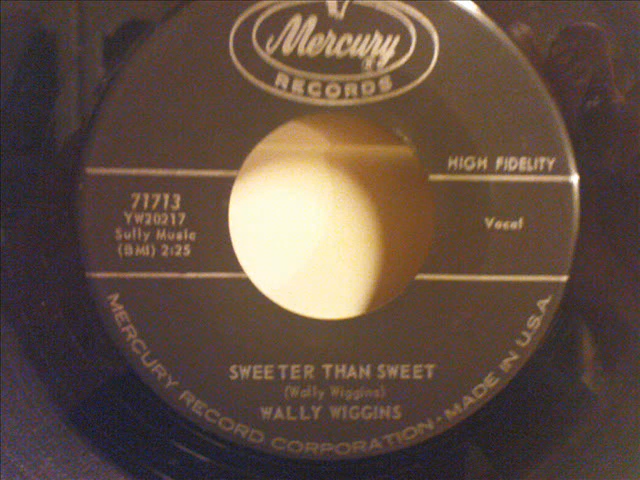 Mercury
RECORDS
HIGH FIDELITY
71713
YW20217
Sully Music
(BMI) 2:25
Vocal
SWEETER THAN SWEET
(Wally Wiggins)
WALLY WIGGINS
MERCURY RECORD CORPORATION · MADE IN U.S.A.